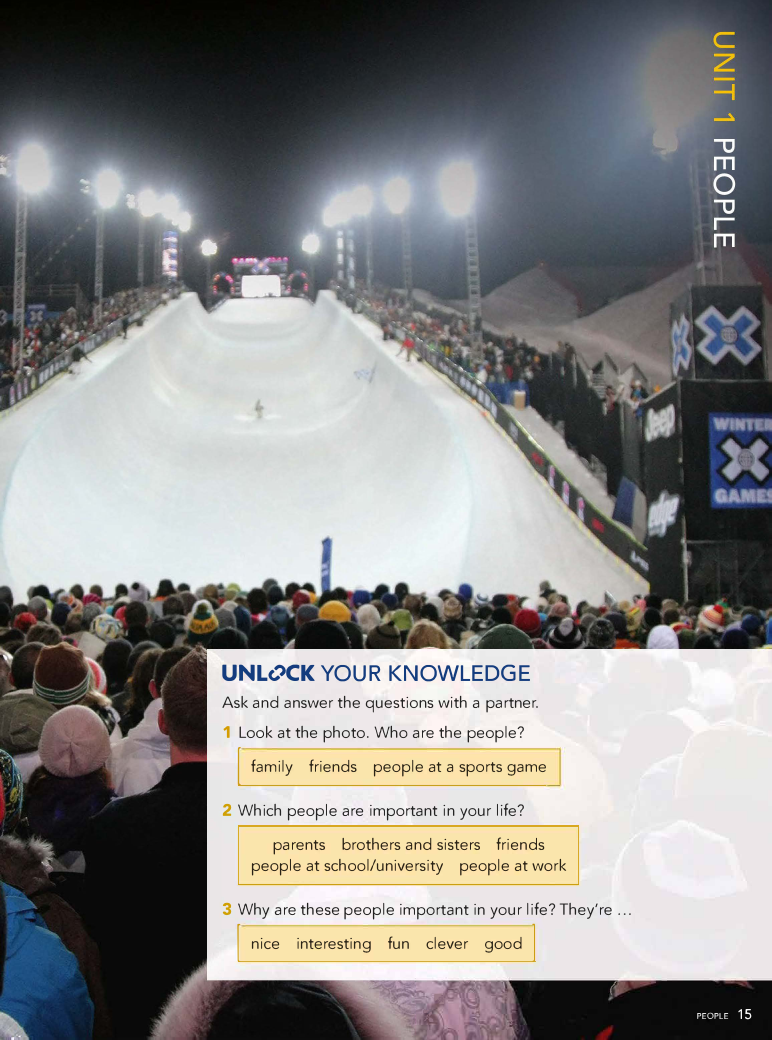 UNIT 1 PEOPLE
Jeep
WINTER
GAMES
edge
UNLOCK YOUR KNOWLEDGE
Ask and answer the questions with a partner.
1 Look at the photo. Who are the people?
family friends people at a sports game
2 Which people are important in your life?
parents brothers and sisters friends
people at school/university people at work
3 Why are these people important in your life? They’re …
nice interesting fun clever good
PEOPLE 15